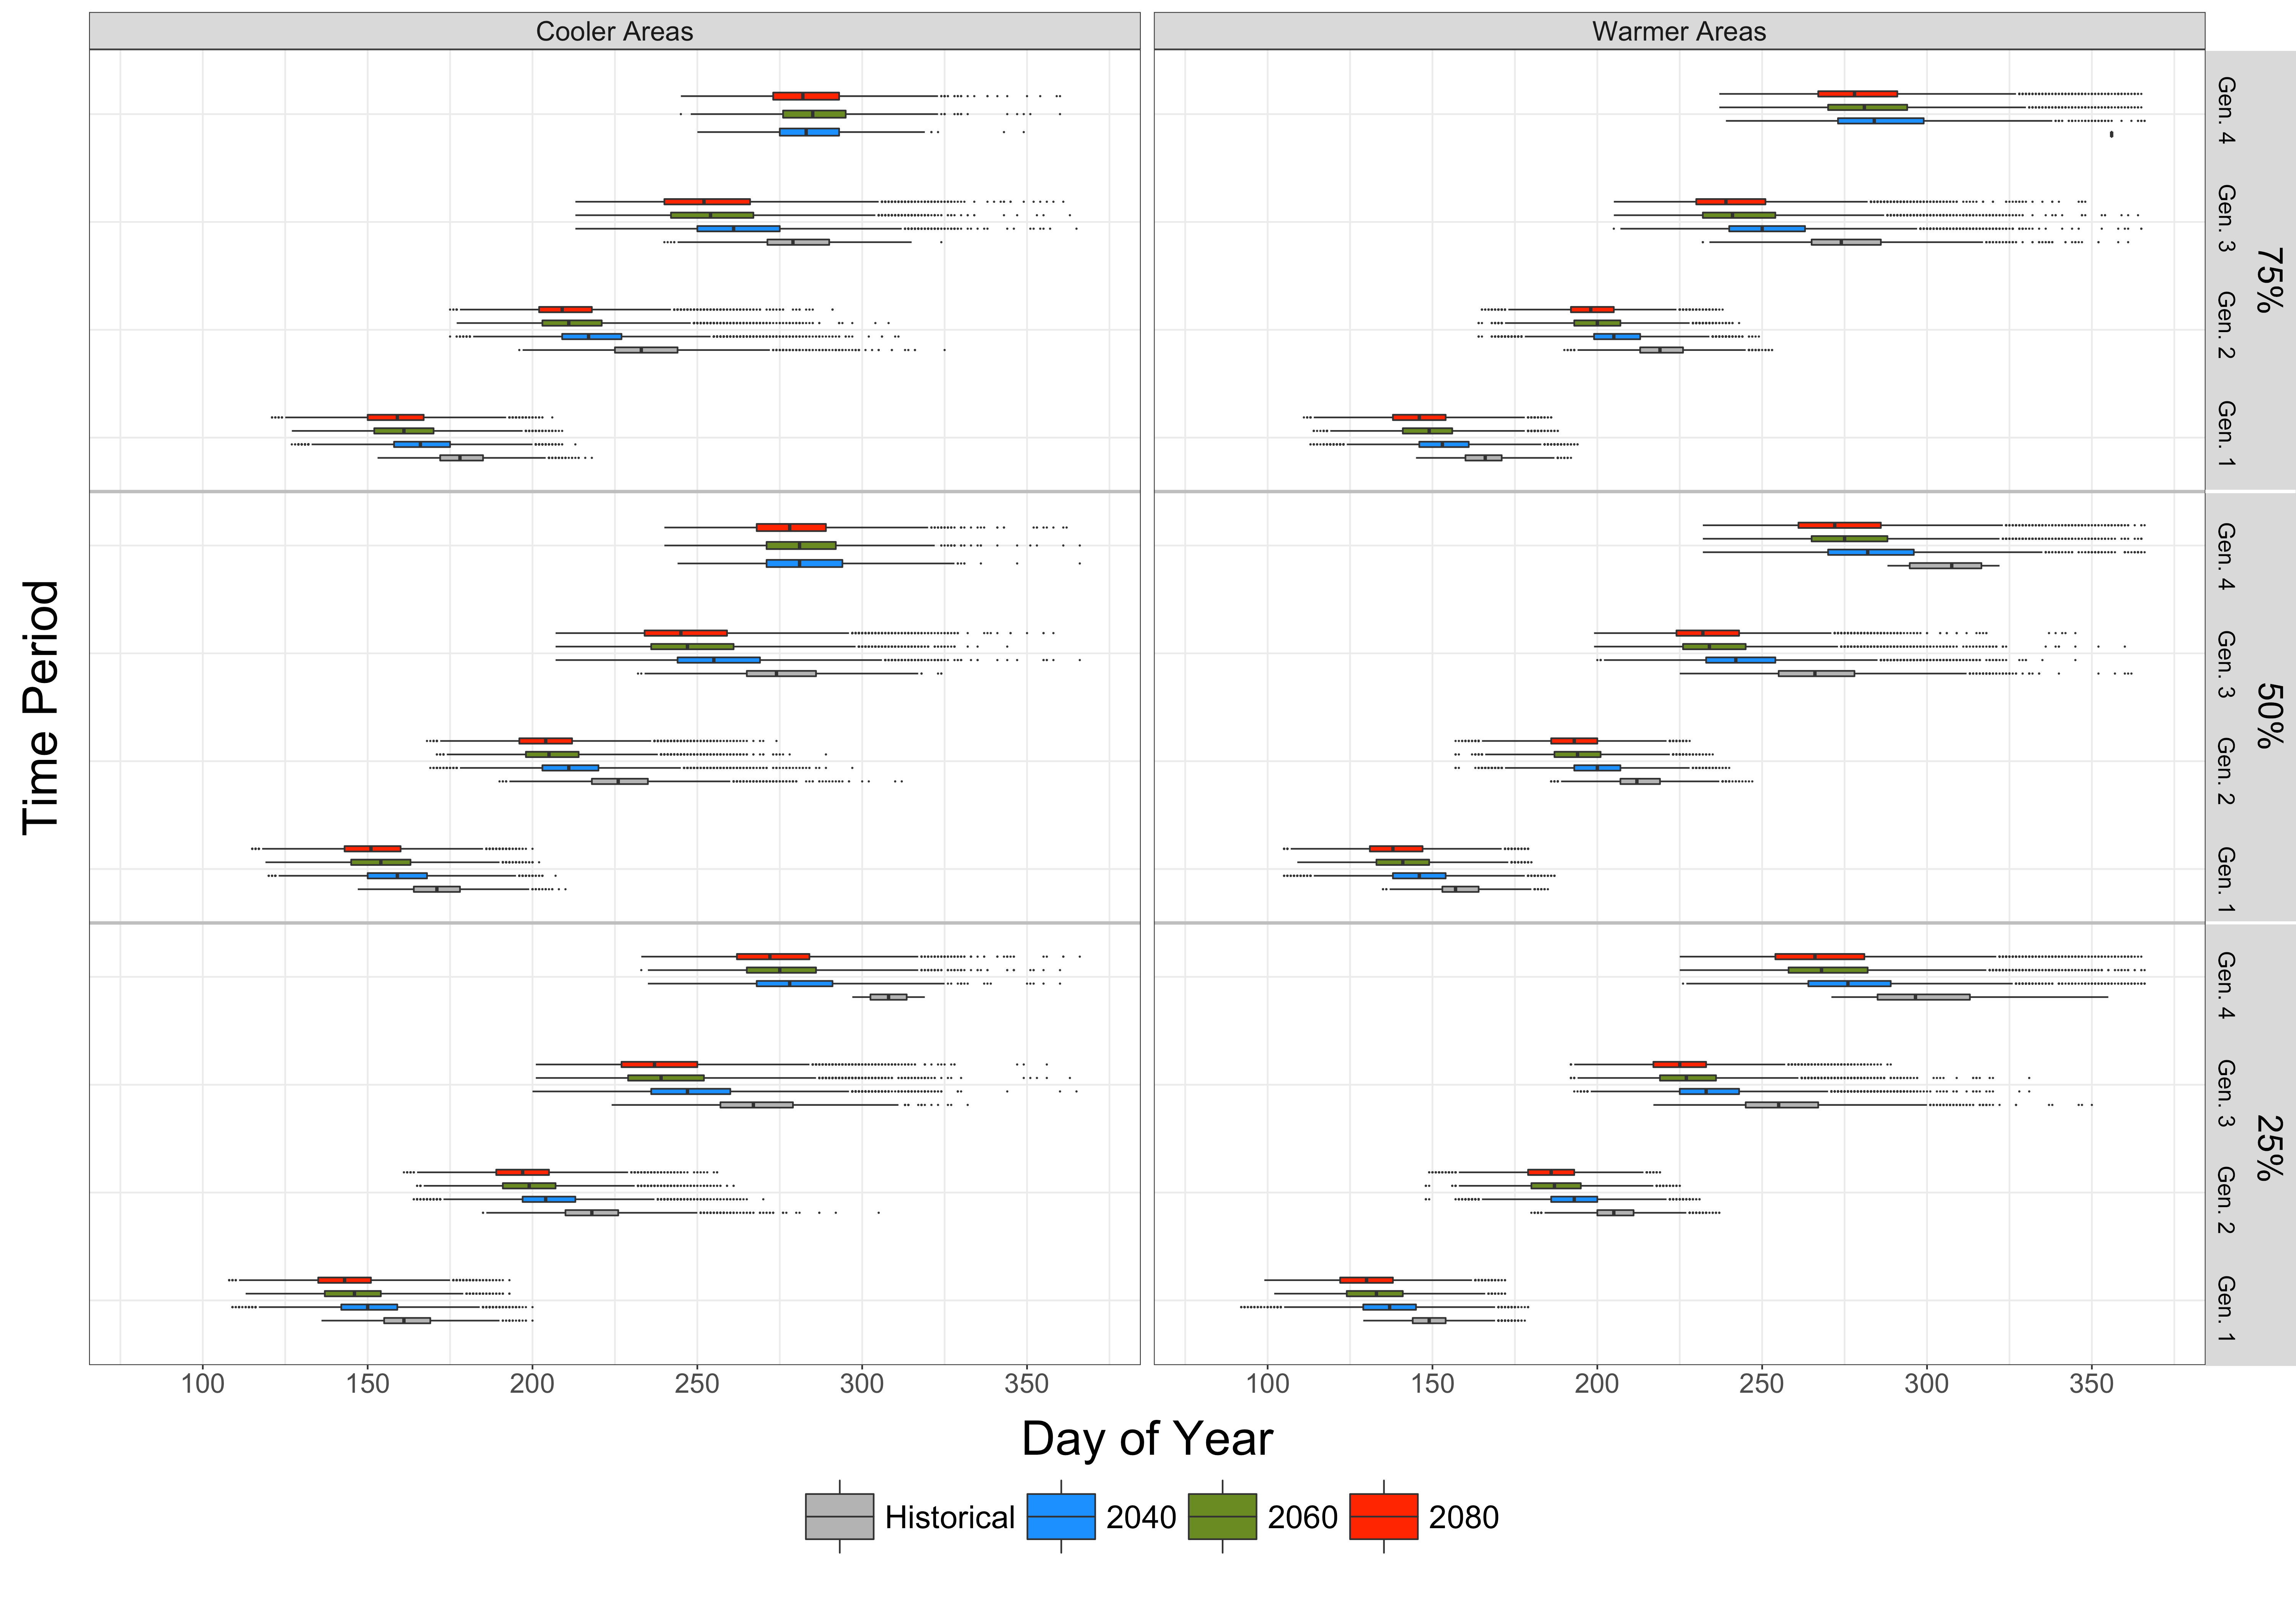 Cooler Areas
Warmer Areas
Time Period
Gen. 4
Gen. 3
Gen. 2
Gen. 1
75%
Gen. 4
Gen. 3
Gen. 2
Gen. 1
50%
Gen. 4
Gen. 3
Gen. 2
Gen. 1
25%
100 150 200 250 300 350
100 150 200 250 300 350
Day of Year
Historical 2040 2060 2080